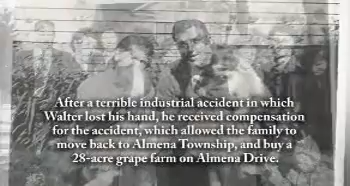 After a terrible industrial accident in which
Walter lost his hand, he received compensation
for the accident, which allowed the family to
move back to Almena Township, and buy a
28-acre grape farm on Almena Drive.